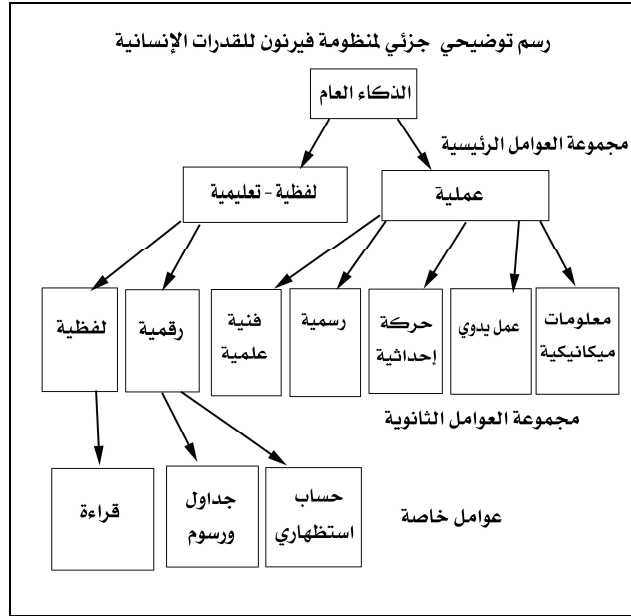 رسم توضيحي جزئي لمنظومة فيرنون للقدرات الإنسانية
الذكاء العام
مجموعة العوامل الرئيسية
عملية
لفظية - تعليمية
معلومات
ميكانيكية
عمل يدوي
حركة
إحداثية
رسمية
فنية
علمية
رقمية
لفظية
مجموعة العوامل الثانوية
حساب
استظهاري
جداول
ورسوم
قراءة
عوامل خاصة